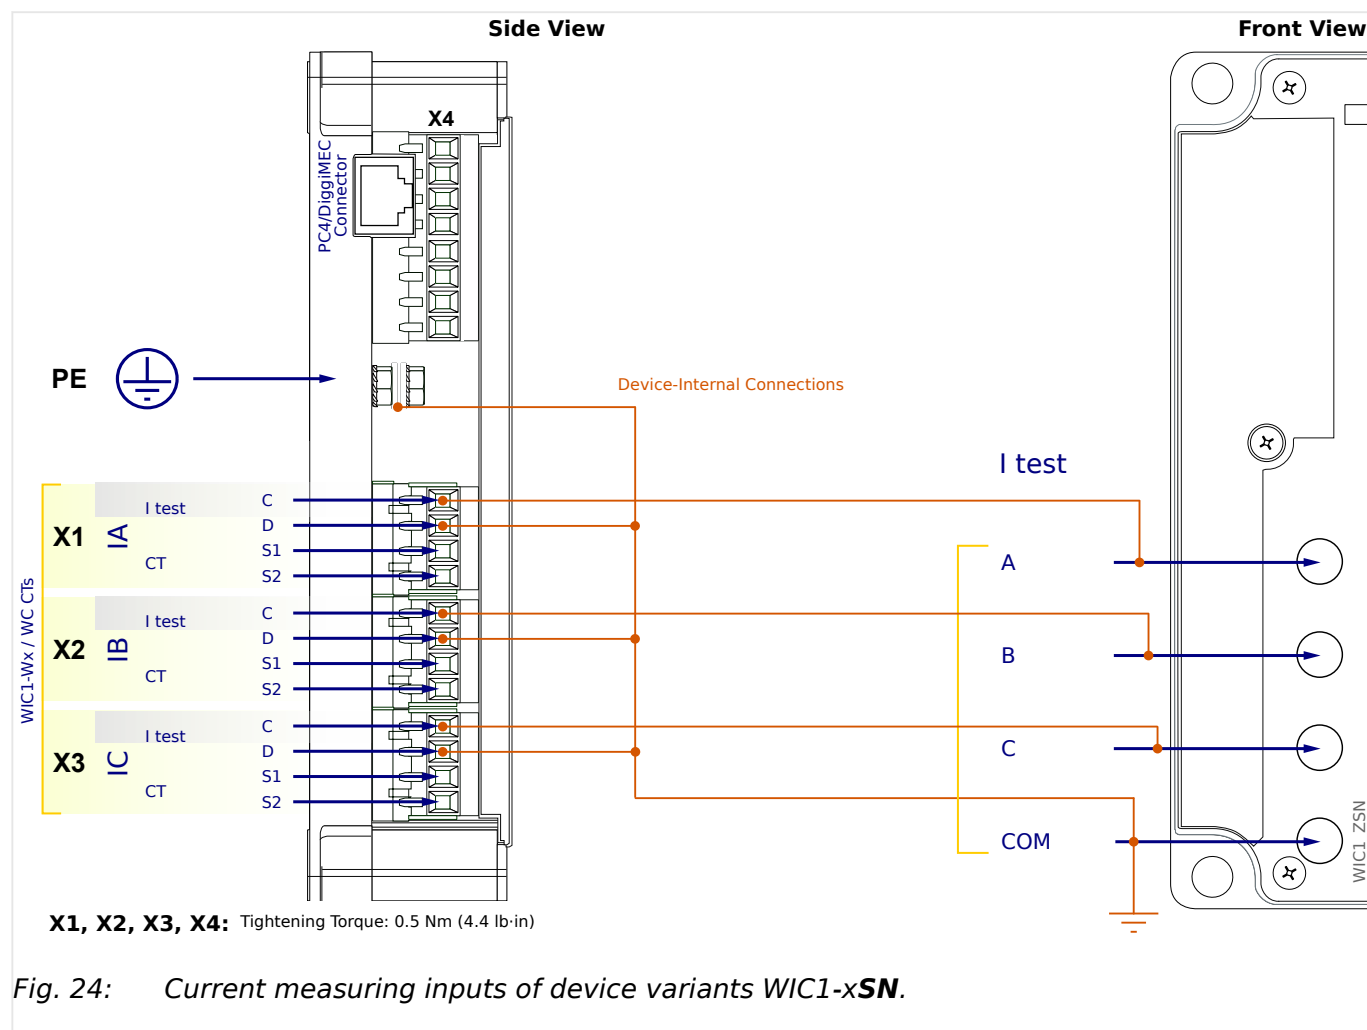 Side View
Front View
X4
PC4/DiggiMEC
Connector
PE
Device-Internal Connections
I test
WIC1-Wx / WC CTs
X1
IA
I test
CT
C
D
S1
S2
X2
IB
I test
CT
C
D
S1
S2
X3
IC
I test
CT
C
D
S1
S2
A
B
C
COM
WIC1 ZSN
X1, X2, X3, X4: Tightening Torque: 0.5 Nm (4.4 lb·in)
Fig. 24: Current measuring inputs of device variants WIC1-xSN.